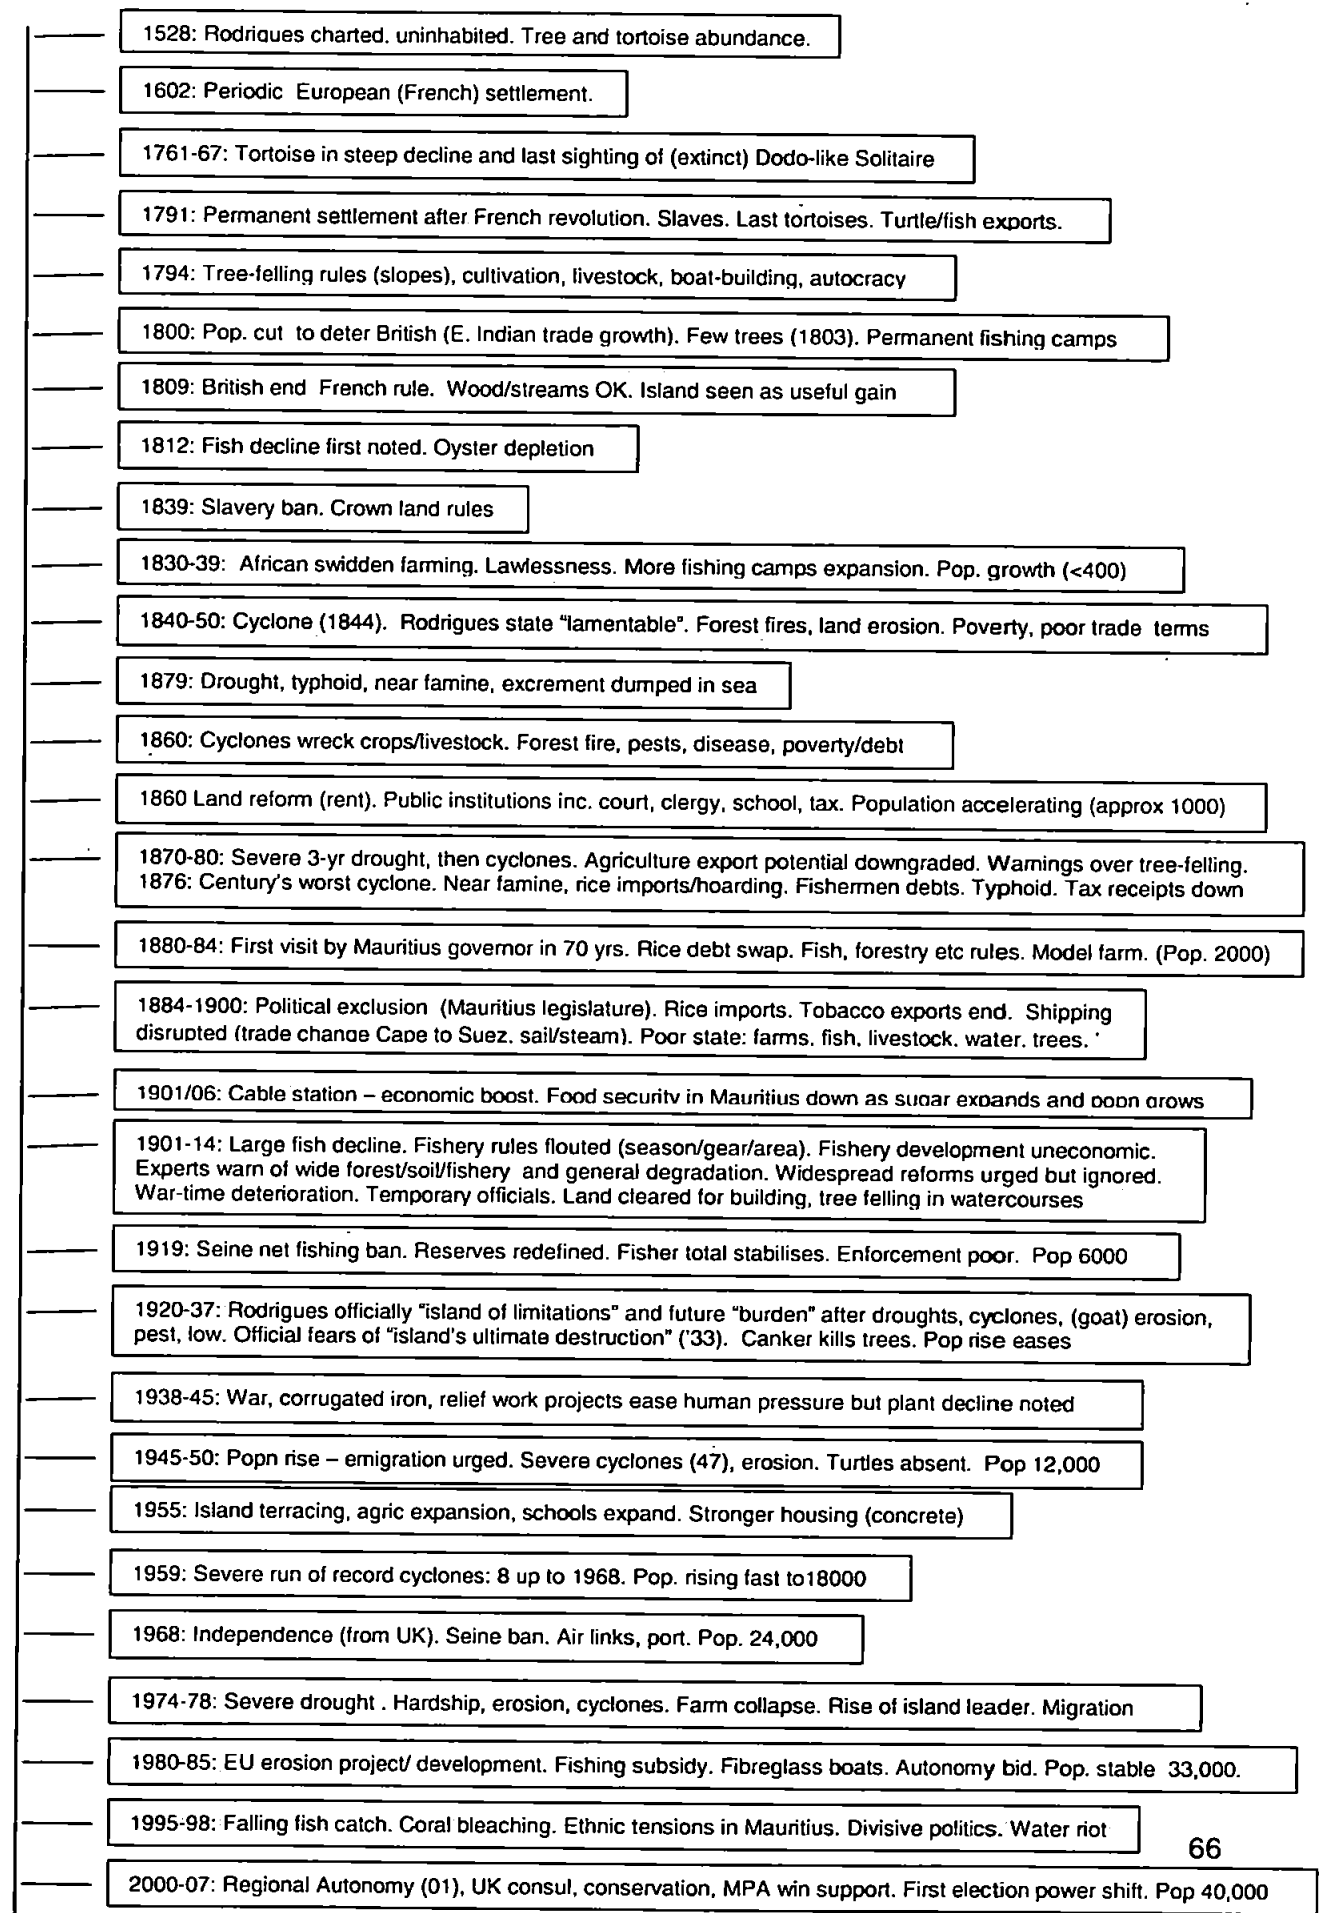 1528: Rodrigues charted. uninhabited. Tree and tortoise abundance.
1602: Periodic European (French) settlement.
1761-67: Tortoise in steep decline and last sighting of (extinct) Dodo-like Solitaire
1791: Permanent settlement after French revolution. Slaves. Last tortoises. Turtle/fish exports.
1794: Tree-felling rules (slopes), cultivation, livestock, boat-building, autocracy
1800: Pop. cut to deter British (E. Indian trade growth). Few trees (1803). Permanent fishing camps
1809: British end French rule. Wood/streams OK. Island seen as useful gain
1812: Fish decline first noted. Oyster depletion
1839: Slavery ban. Crown land rules
1830-39: African swidden farming. Lawlessness. More fishing camps expansion. Pop. growth (<400)
1840-50: Cyclone (1844). Rodrigues state "lamentable". Forest fires, land erosion. Poverty, poor trade terms
1879: Drought, typhoid, near famine, excrement dumped in sea
1860: Cyclones wreck crops/livestock. Forest fire, pests, disease, poverty/debt
1860 Land reform (rent). Public institutions inc. court, clergy, school, tax. Population accelerating (approx 1000)
1870-80: Severe 3-yr drought, then cyclones. Agriculture export potential downgraded. Warnings over tree-felling.
1876: Century's worst cyclone. Near famine, rice imports/hoarding. Fishermen debts. Typhoid. Tax receipts down
1880-84: First visit by Mauritius governor in 70 yrs. Rice debt swap. Fish, forestry etc rules. Model farm. (Pop. 2000)
1884-1900: Political exclusion (Mauritius legislature). Rice imports. Tobacco exports end. Shipping
disrupted (trade change Cape to Suez, sail/steam). Poor state: farms, fish, livestock, water, trees.
1901/06: Cable station – economic boost. Food security in Mauritius down as sugar expands and popn grows
1901-14: Large fish decline. Fishery rules flouted (season/gear/area). Fishery development uneconomic.
Experts warn of wide forest/soil/fishery and general degradation. Widespread reforms urged but ignored.
War-time deterioration. Temporary officials. Land cleared for building, tree felling in watercourses
1919: Seine net fishing ban. Reserves redefined. Fisher total stabilises. Enforcement poor. Pop 6000
1920-37: Rodrigues officially "island of limitations" and future "burden" after droughts, cyclones, (goat) erosion,
pest, low. Official fears of "island's ultimate destruction" ('33). Canker kills trees. Pop rise eases
1938-45: War, corrugated iron, relief work projects ease human pressure but plant decline noted
1945-50: Popn rise – emigration urged. Severe cyclones (47), erosion. Turtles absent. Pop 12,000
1955: Island terracing, agric expansion, schools expand. Stronger housing (concrete)
1959: Severe run of record cyclones: 8 up to 1968. Pop. rising fast to18000
1968: Independence (from UK). Seine ban. Air links, port. Pop. 24,000
1974-78: Severe drought . Hardship, erosion, cyclones. Farm collapse. Rise of island leader. Migration
1980-85: EU erosion project/ development. Fishing subsidy. Fibreglass boats. Autonomy bid. Pop. stable 33,000.
1995-98: Falling fish catch. Coral bleaching. Ethnic tensions in Mauritius. Divisive politics. Water riot
66
2000-07: Regional Autonomy (01), UK consul, conservation, MPA win support. First election power shift. Pop 40,000